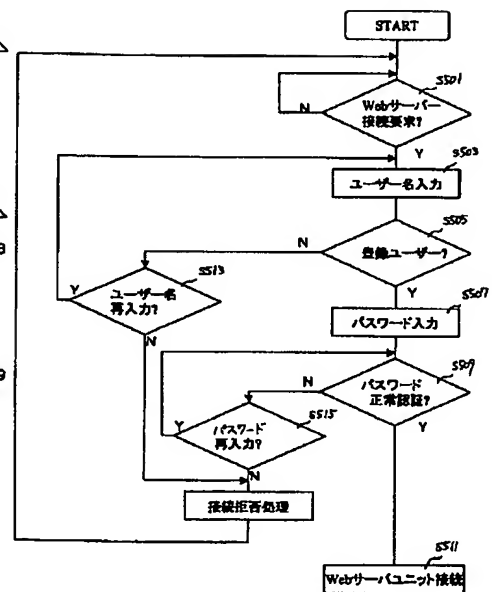 START
S501
Webサーバー
接続要求?
N
Y
S503
ユーザー名入力
S505
登録ユーザー?
N
Y
S513
ユーザー名
再入力?
Y
N
S507
パスワード入力
S509
パスワード
正常認証?
N
Y
S515
パスワード
再入力?
Y
N
接続拒否処理
S511
Webサーバユニット接続